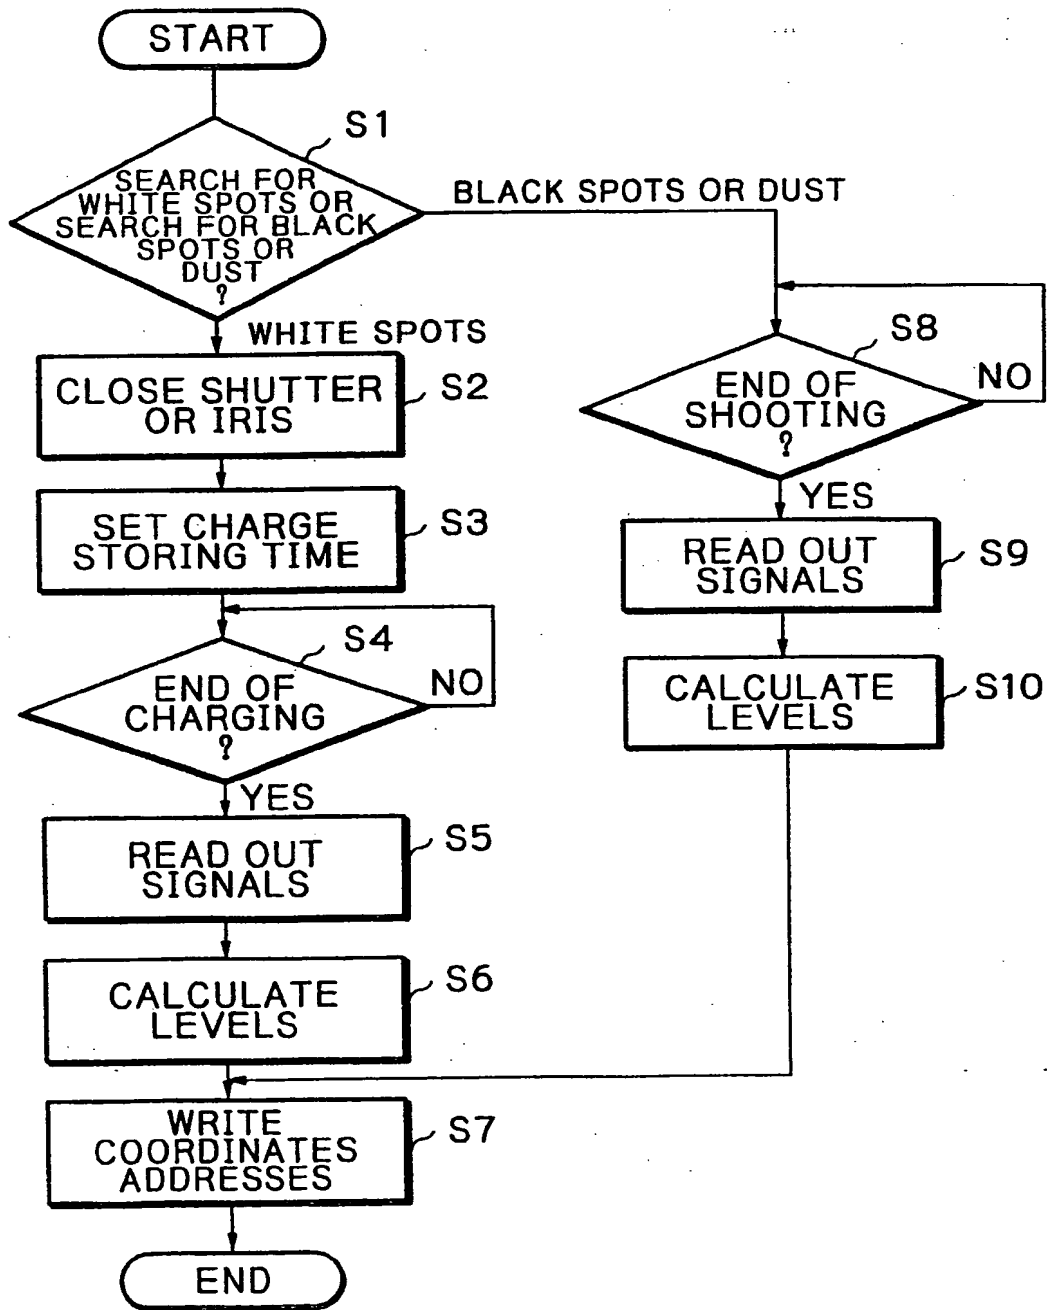 START
S1
SEARCH FOR
WHITE SPOTS OR
SEARCH FOR BLACK
SPOTS OR
DUST
?
BLACK SPOTS OR DUST
WHITE SPOTS
CLOSE SHUTTER
OR IRIS
S2
SET CHARGE
STORING TIME
S3
END OF
CHARGING
?
S4
NO
YES
READ OUT
SIGNALS
S5
CALCULATE
LEVELS
S6
WRITE
COORDINATES
ADDRESSES
S7
END
S8
END OF
SHOOTING
?
NO
YES
READ OUT
SIGNALS
S9
CALCULATE
LEVELS
S10